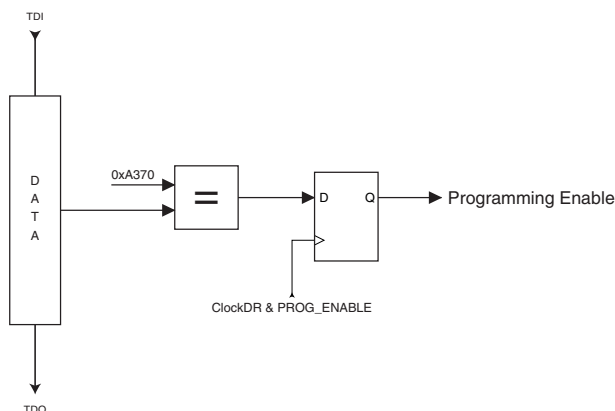 TDI
D
A
T
A
0xA370
=
D
Q
Programming Enable
ClockDR & PROG_ENABLE
TDO